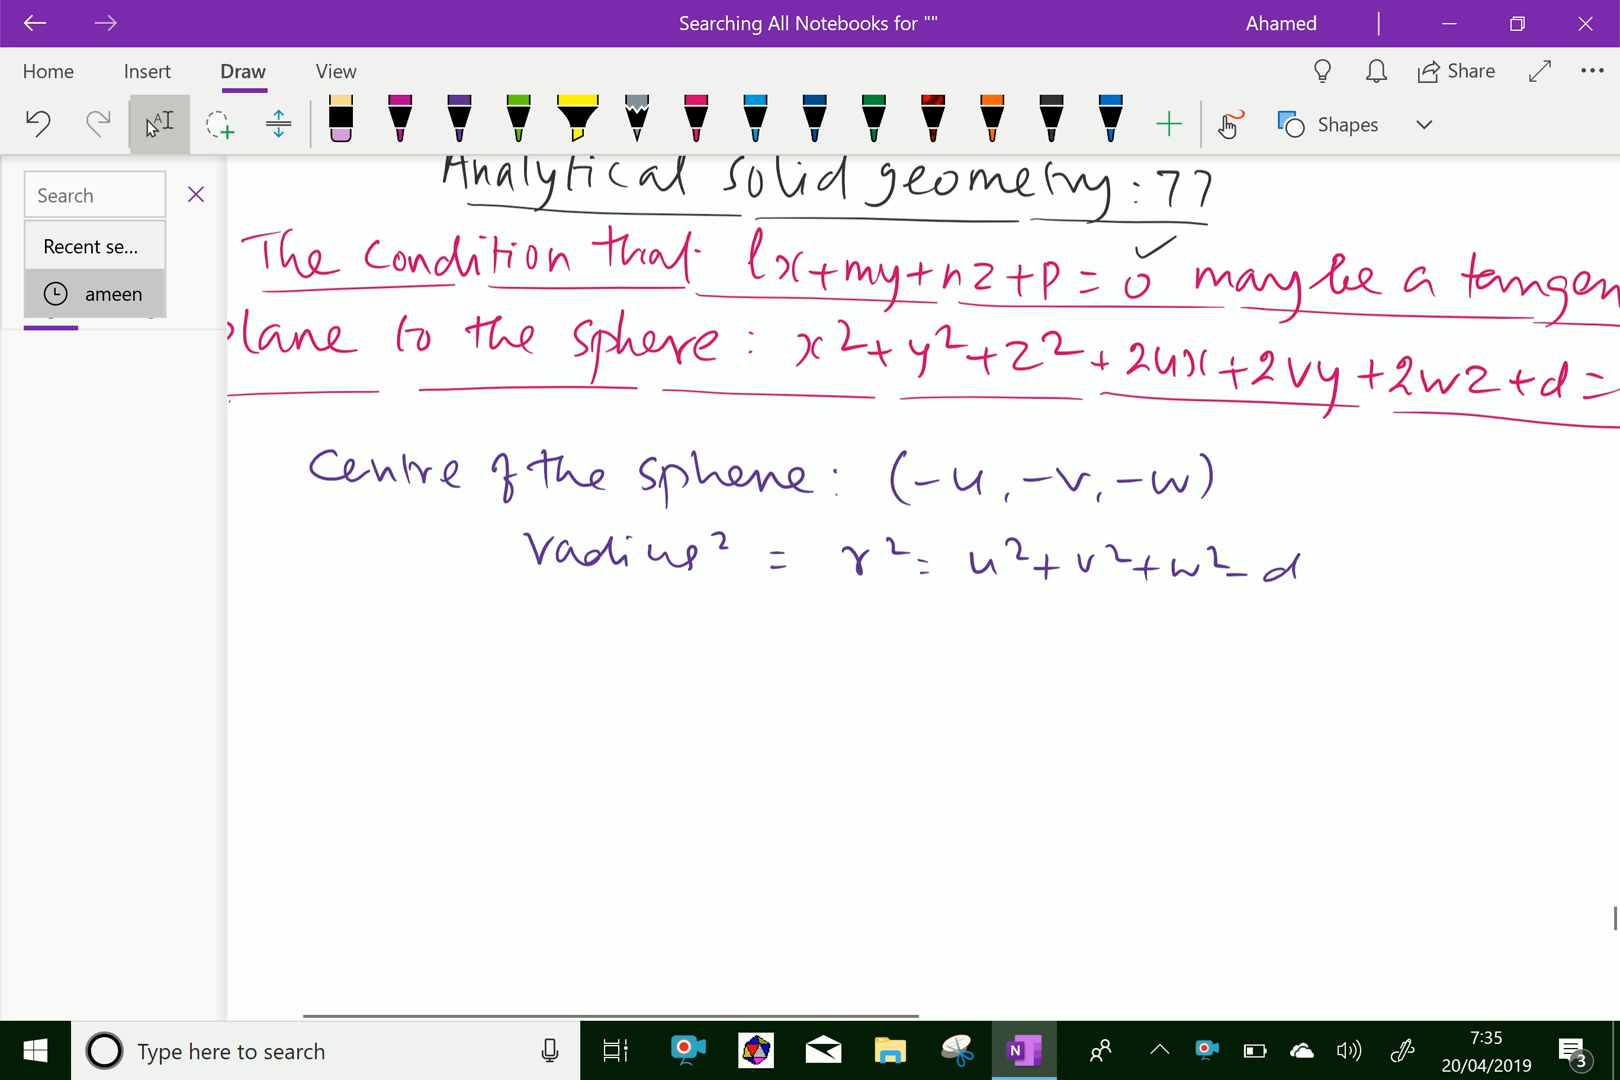 Searching All Notebooks for ""
Ahamed
Home Insert Draw View
Share
Shapes
Search
Recent se...
ameen
Analytical solid geometry: 77
The condition that lx+my+nz+p=0 may be a tangen
plane to the sphere: x²+y²+z²+2ux+2vy+2wz+d=
Centre of the sphere: (-u,-v,-w)
radius² = r² = u²+v²+w²-d
Type here to search
7:35
20/04/2019
3